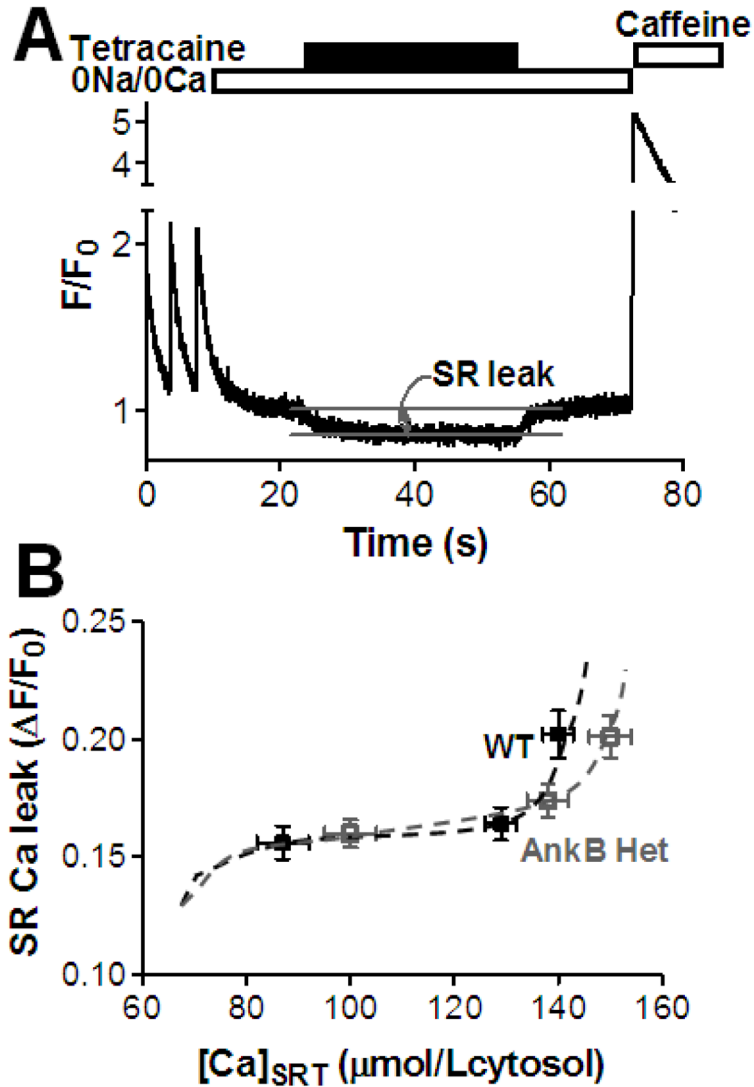 A
Caffeine
Tetracaine
0Na/0Ca
5
4
2
1
F/F0
SR leak
0
20
40
60
80
Time (s)
B
0.25
0.20
0.15
0.10
SR Ca leak (ΔF/F0)
WT
AnkB Het
60
80
100
120
140
160
[Ca]SRT (μmol/Lcytosol)